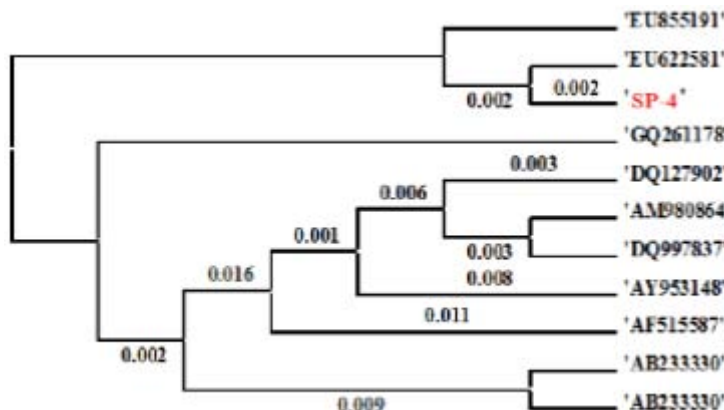 'EU855191'
'EU622581'
0.002
0.002 'SP-4'
'GQ261178'
0.003
'DQ127902'
0.006
'AM980864'
0.001
0.003 'DQ997837'
0.016
0.008
'AY953148'
0.011
'AF515587'
0.002
'AB233330'
0.009
'AB233330'